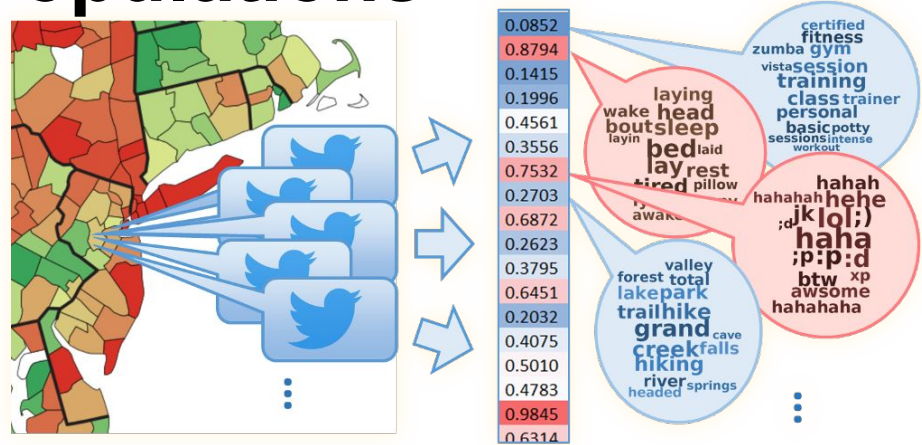 0.0852
0.8794
0.1415
0.1996
0.4561
0.3556
0.7532
0.2703
0.6872
0.2623
0.3795
0.6451
0.2032
0.4075
0.5010
0.4783
0.9845
0.6314
certified
fitness
zumba gym
vista session
training
class trainer
personal
basic potty
sessions intense
workout
laying
wake head
bout sleep
layin
bed laid
lay rest
tired pillow
hahah
hahahah hehe
;d jk lol ;)
haha
;p :p :d
btw xp
awsome
hahahaha
valley
forest total
lake park
trail hike
grand cave
creek falls
hiking
river springs
headed